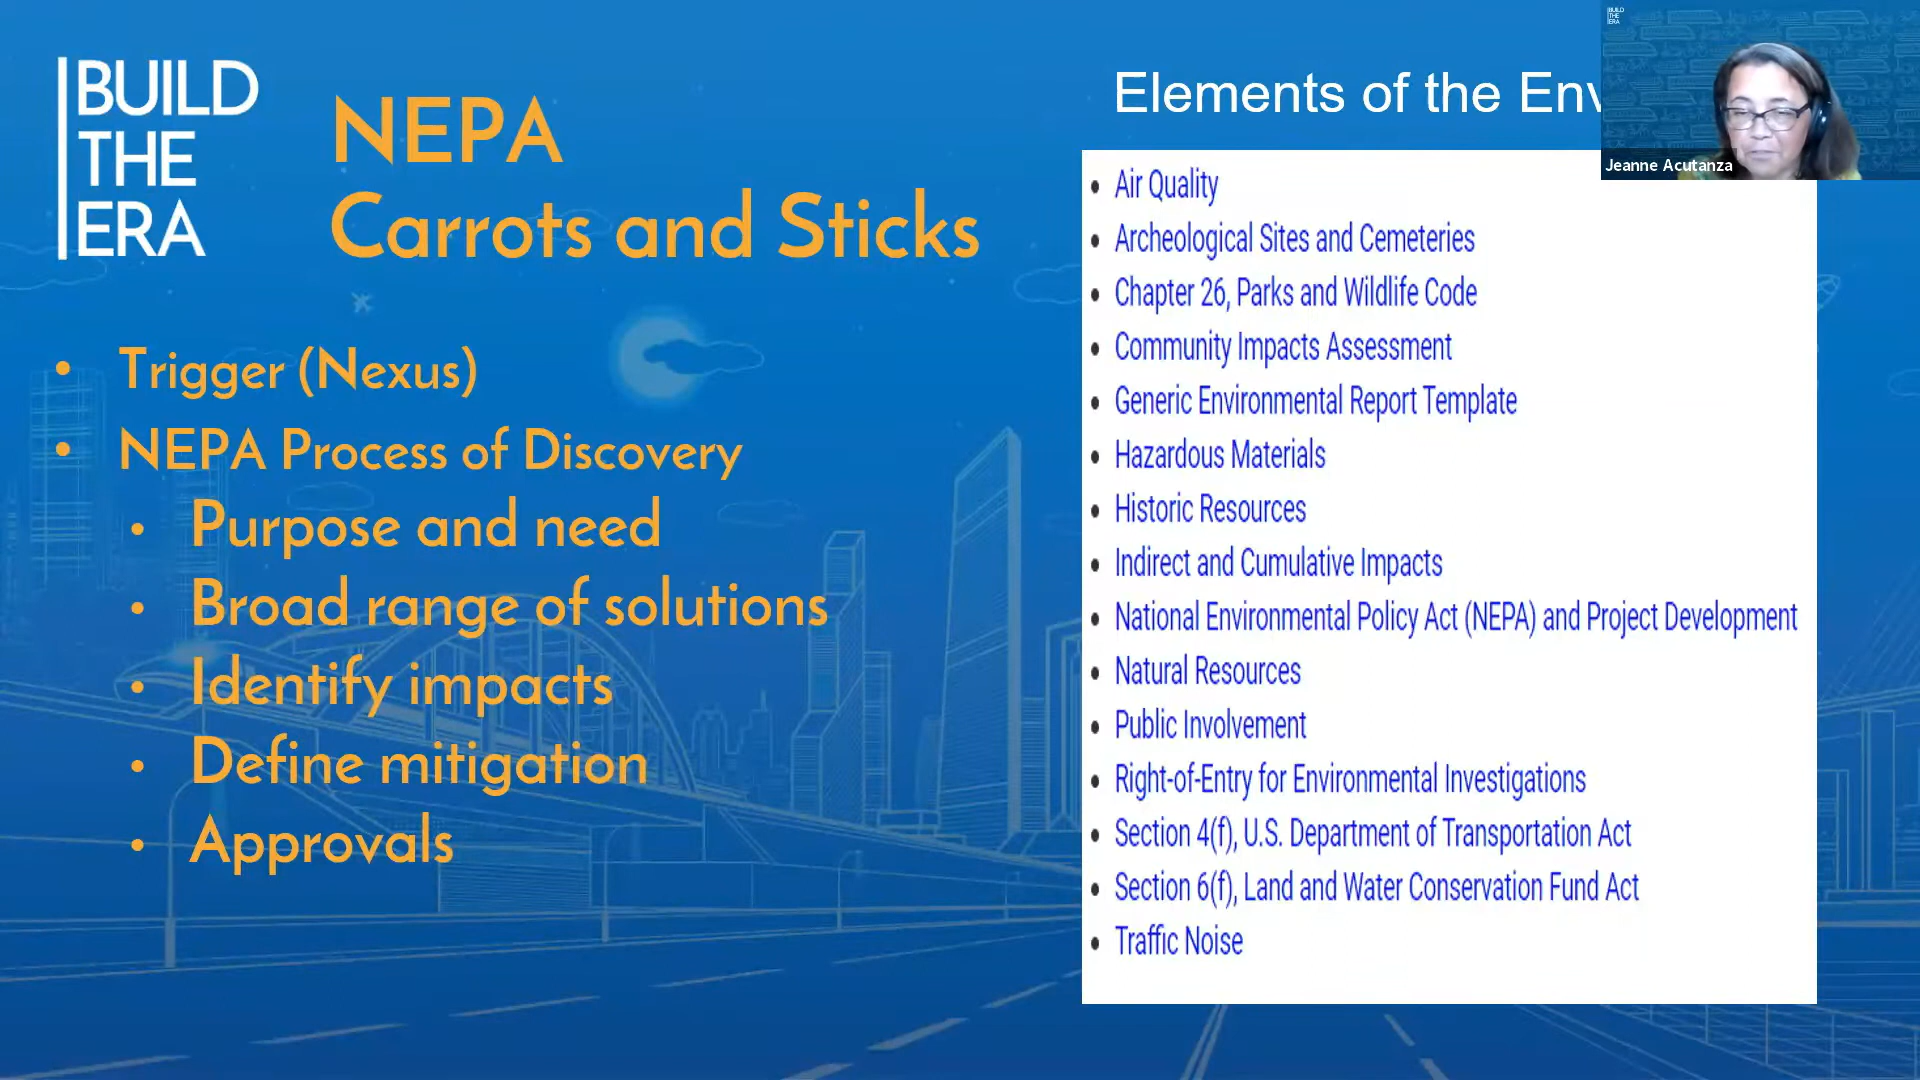 BUILD
THE
ERA
NEPA
Carrots and Sticks
• Trigger (Nexus)
• NEPA Process of Discovery
• Purpose and need
• Broad range of solutions
• Identify impacts
• Define mitigation
• Approvals
Elements of the Env
• Air Quality
• Archeological Sites and Cemeteries
• Chapter 26, Parks and Wildlife Code
• Community Impacts Assessment
• Generic Environmental Report Template
• Hazardous Materials
• Historic Resources
• Indirect and Cumulative Impacts
• National Environmental Policy Act (NEPA) and Project Development
• Natural Resources
• Public Involvement
• Right-of-Entry for Environmental Investigations
• Section 4(f), U.S. Department of Transportation Act
• Section 6(f), Land and Water Conservation Fund Act
• Traffic Noise
BUILD
THE
ERA
Jeanne Acutanza